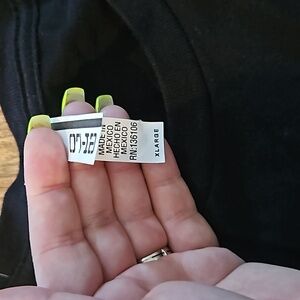 MADE IN
MEXICO
HECHO EN
MEXICO
RN:136106
XLARGE